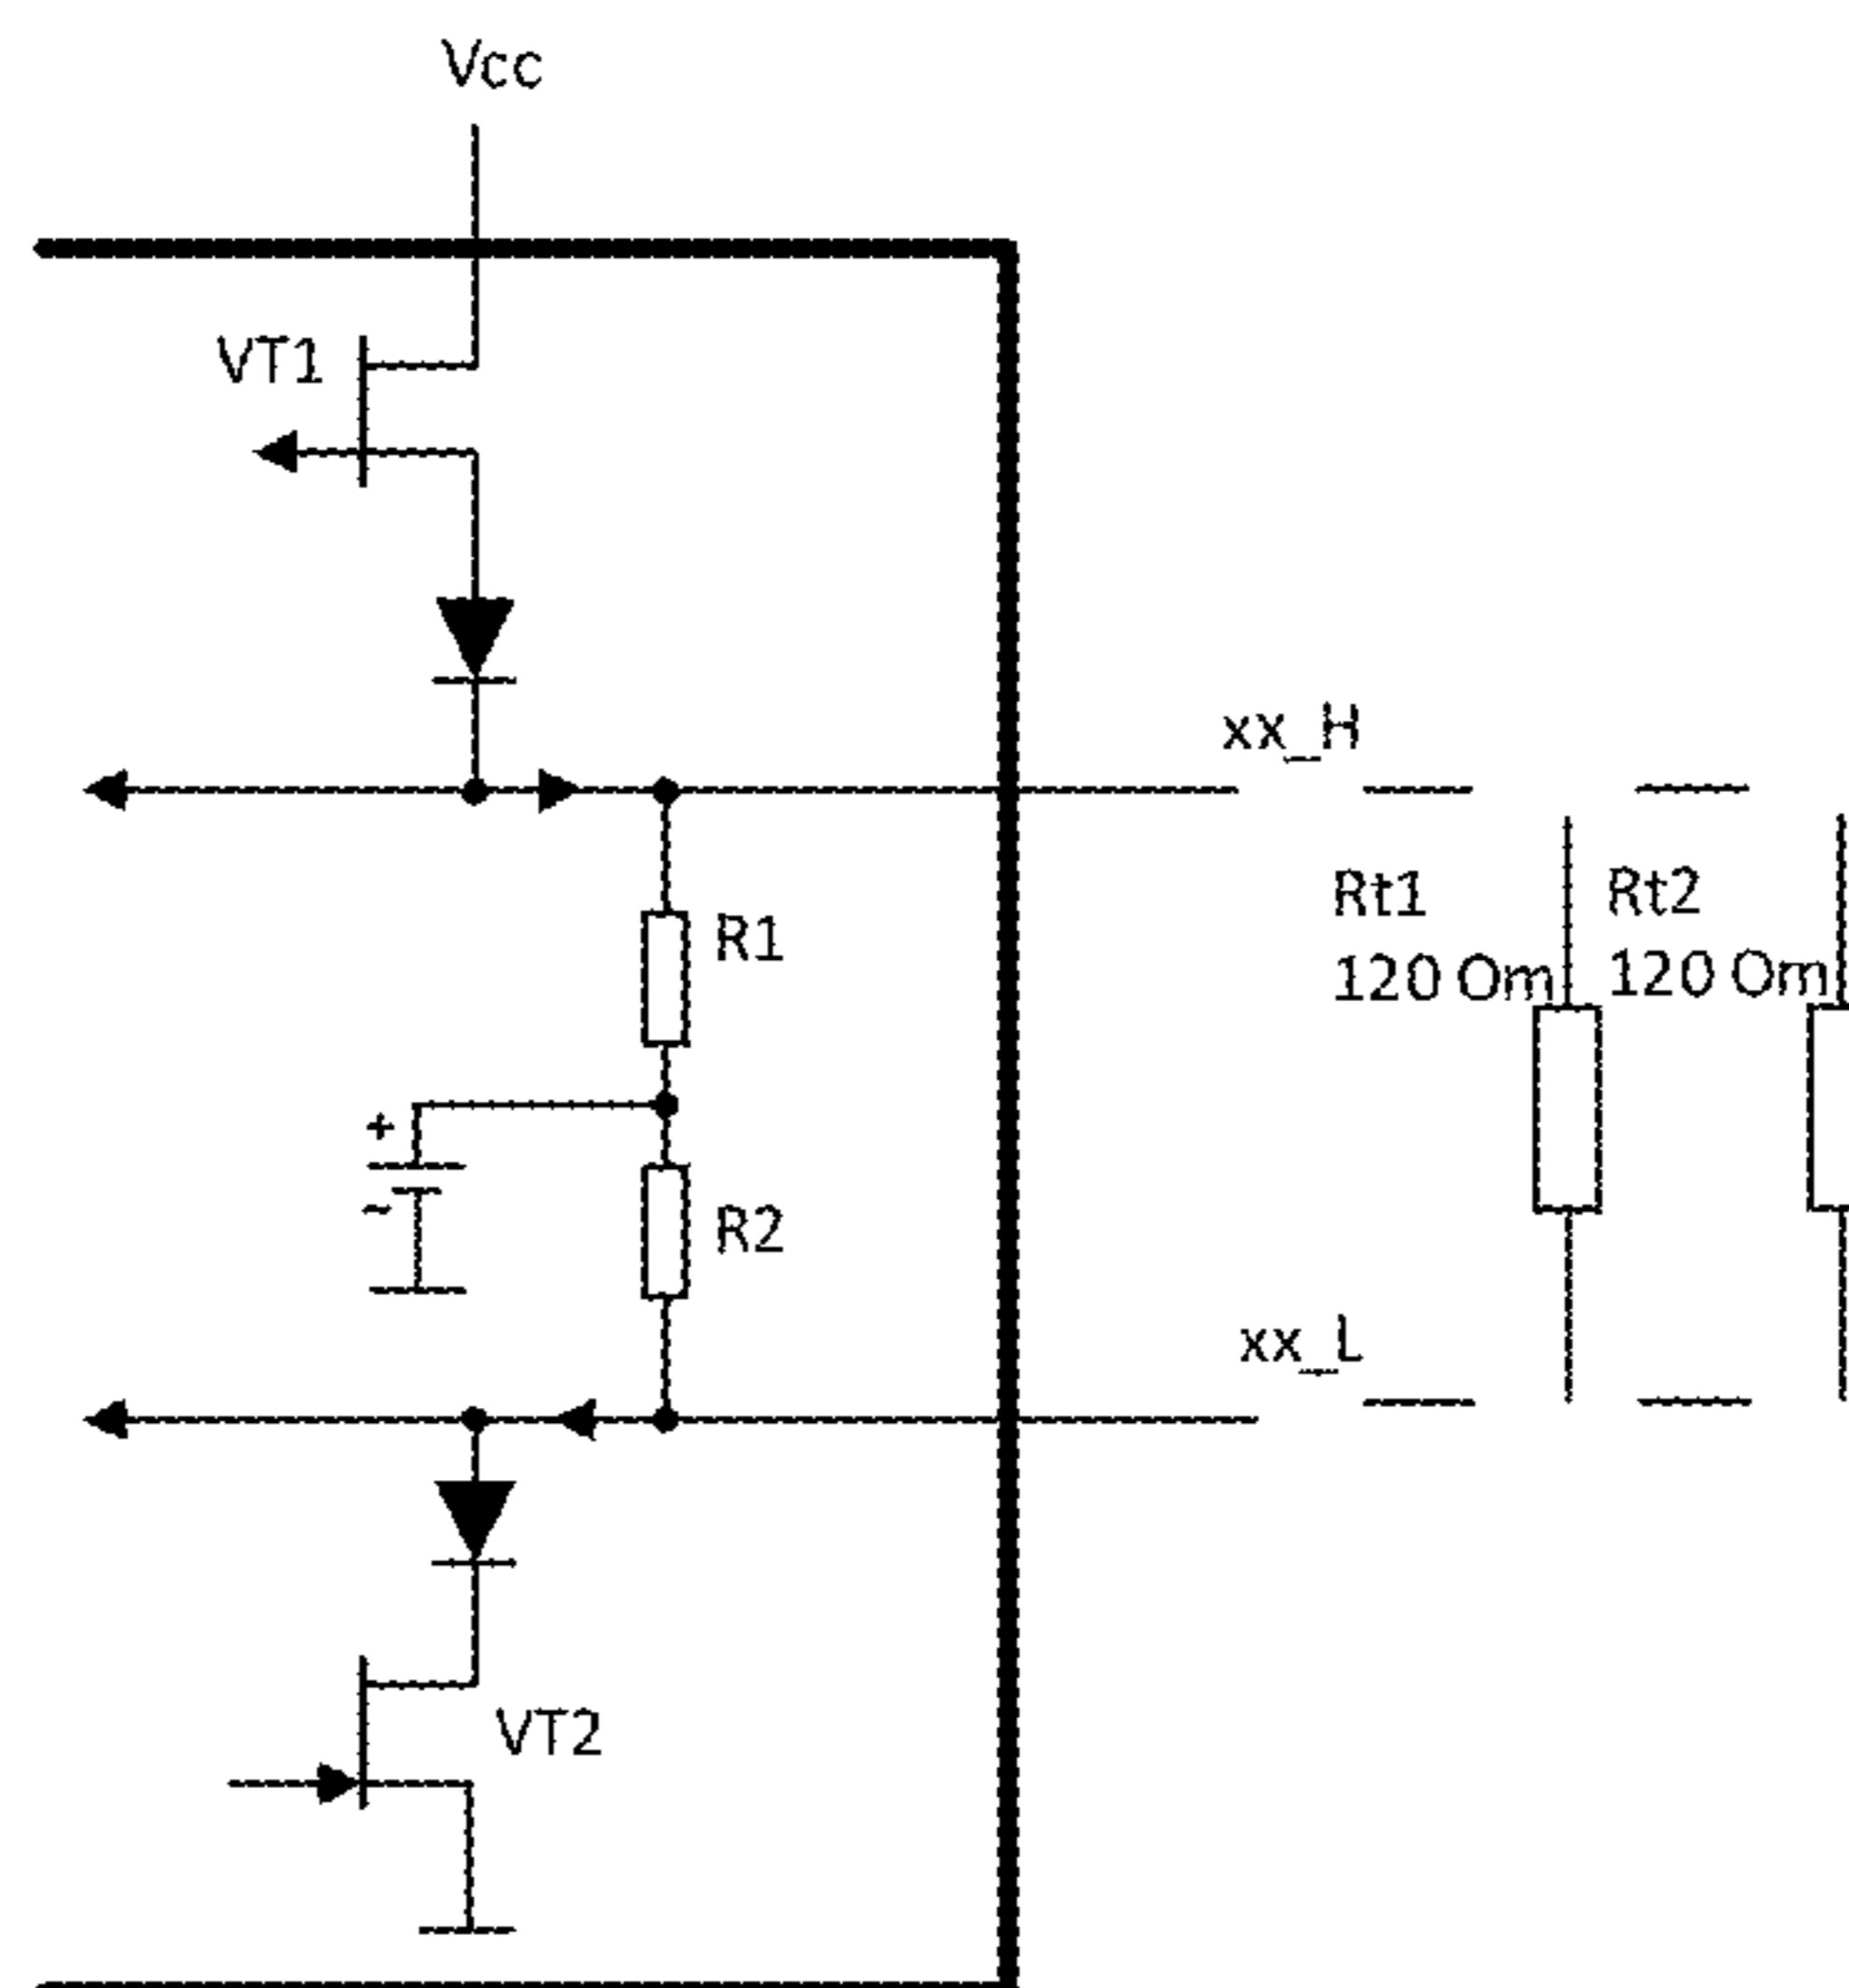 Vcc
VT1
xx_H
Rt1
120 Om
Rt2
120 Om
R1
+
~
R2
xx_L
VT2